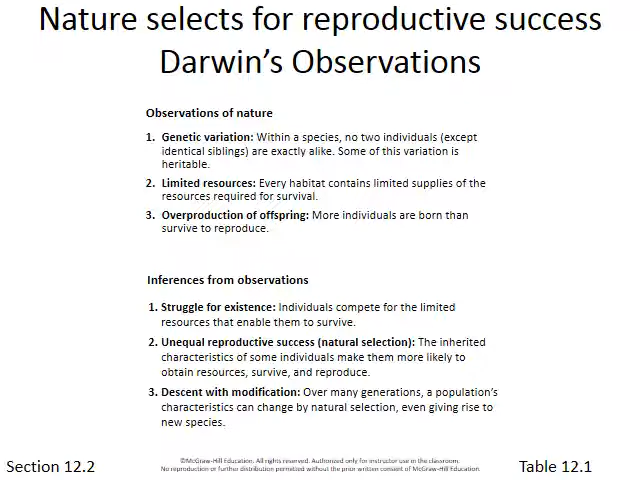 Nature selects for reproductive success
Darwin’s Observations
Observations of nature
1. Genetic variation: Within a species, no two individuals (except
identical siblings) are exactly alike. Some of this variation is
heritable.
2. Limited resources: Every habitat contains limited supplies of the
resources required for survival.
3. Overproduction of offspring: More individuals are born than
survive to reproduce.
Inferences from observations
1. Struggle for existence: Individuals compete for the limited
resources that enable them to survive.
2. Unequal reproductive success (natural selection): The inherited
characteristics of some individuals make them more likely to
obtain resources, survive, and reproduce.
3. Descent with modification: Over many generations, a population’s
characteristics can change by natural selection, even giving rise to
new species.
Section 12.2
©McGraw-Hill Education. All rights reserved. Authorized only for instructor use in the classroom.
No reproduction or further distribution permitted without the prior written consent of McGraw-Hill Education.
Table 12.1